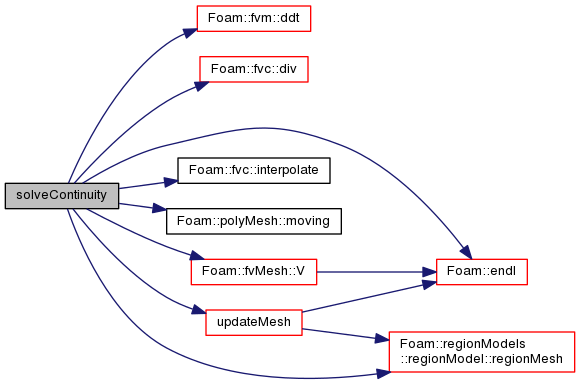 Foam::fvm::ddt
Foam::fvc::div
Foam::fvc::interpolate
solveContinuity
Foam::polyMesh::moving
Foam::fvMesh::V
Foam::endl
updateMesh
Foam::regionModels
::regionModel::regionMesh